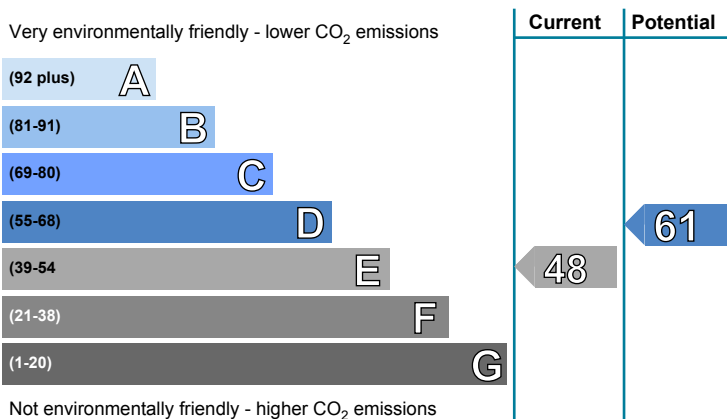 Current Potential
Very environmentally friendly - lower CO2 emissions
(92 plus) A
(81-91) B
(69-80) C
(55-68) D 61
(39-54 E 48
(21-38) F
(1-20) G
Not environmentally friendly - higher CO2 emissions